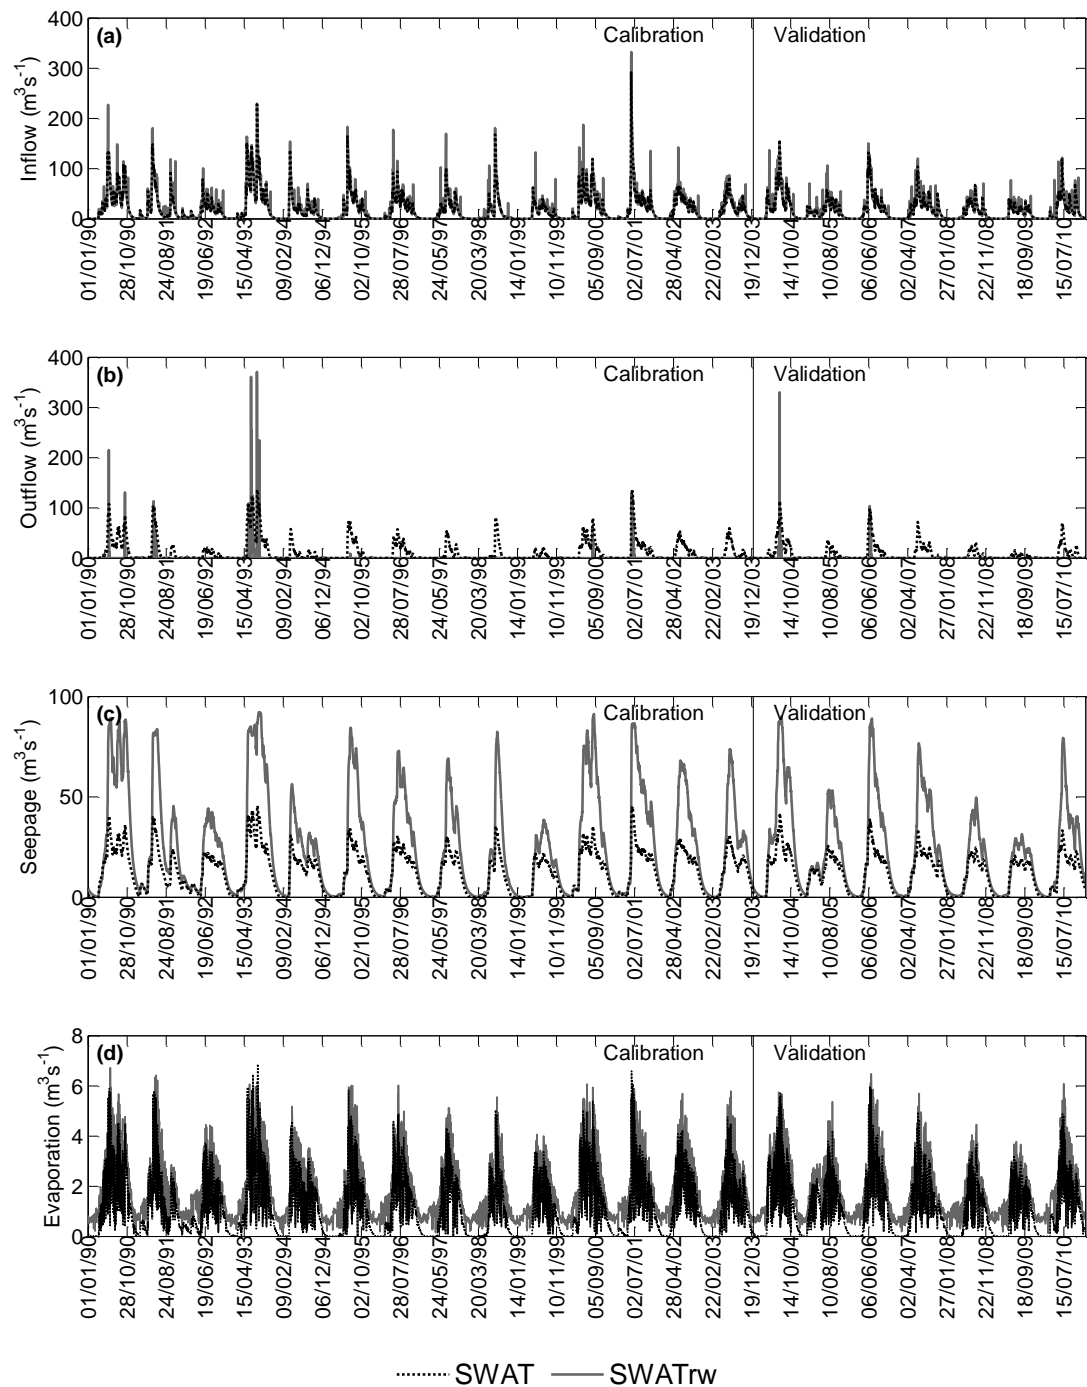 400
(a)
Calibration
Validation
300
200
100
0
Inflow (m³s⁻¹)
01/01/90 28/10/90 24/08/91 19/06/92 15/04/93 09/02/94 06/12/94 02/10/95 28/07/96 24/05/97 20/03/98 14/01/99 10/11/99 05/09/00 02/07/01 28/04/02 22/02/03 19/12/03 14/10/04 10/08/05 06/06/06 02/04/07 27/01/08 22/11/08 18/09/09 15/07/10
400
(b)
Calibration
Validation
300
200
100
0
Outflow (m³s⁻¹)
01/01/90 28/10/90 24/08/91 19/06/92 15/04/93 09/02/94 06/12/94 02/10/95 28/07/96 24/05/97 20/03/98 14/01/99 10/11/99 05/09/00 02/07/01 28/04/02 22/02/03 19/12/03 14/10/04 10/08/05 06/06/06 02/04/07 27/01/08 22/11/08 18/09/09 15/07/10
100
(c)
Calibration
Validation
50
0
Seepage (m³s⁻¹)
01/01/90 28/10/90 24/08/91 19/06/92 15/04/93 09/02/94 06/12/94 02/10/95 28/07/96 24/05/97 20/03/98 14/01/99 10/11/99 05/09/00 02/07/01 28/04/02 22/02/03 19/12/03 14/10/04 10/08/05 06/06/06 02/04/07 27/01/08 22/11/08 18/09/09 15/07/10
8
(d)
Calibration
Validation
6
4
2
0
Evaporation (m³s⁻¹)
01/01/90 28/10/90 24/08/91 19/06/92 15/04/93 09/02/94 06/12/94 02/10/95 28/07/96 24/05/97 20/03/98 14/01/99 10/11/99 05/09/00 02/07/01 28/04/02 22/02/03 19/12/03 14/10/04 10/08/05 06/06/06 02/04/07 27/01/08 22/11/08 18/09/09 15/07/10
SWAT SWATrw